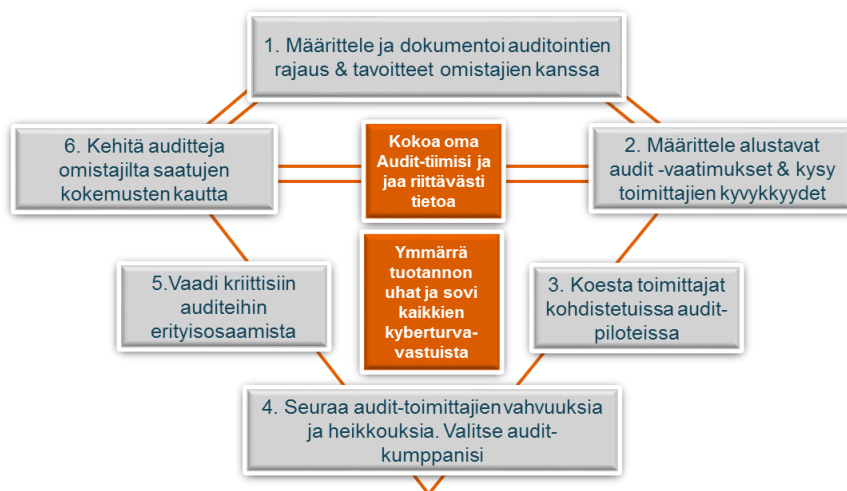 1. Määrittele ja dokumentoi auditointien
rajaus & tavoitteet omistajien kanssa
6. Kehitä auditteja
omistajilta saatujen
kokemusten kautta
Kokoa oma
Audit-tiimisi ja
jaa riittävästi
tietoa
2. Määrittele alustavat
audit -vaatimukset & kysy
toimittajien kyvykkyydet
5.Vaadi kriittisiin
auditeihin
erityisosaamista
Ymmärrä
tuotannon
uhat ja sovi
kaikkien
kyberturva-
vastuista
3. Koesta toimittajat
kohdistetuissa audit-
piloteissa
4. Seuraa audit-toimittajien vahvuuksia
ja heikkouksia. Valitse audit-
kumppanisi